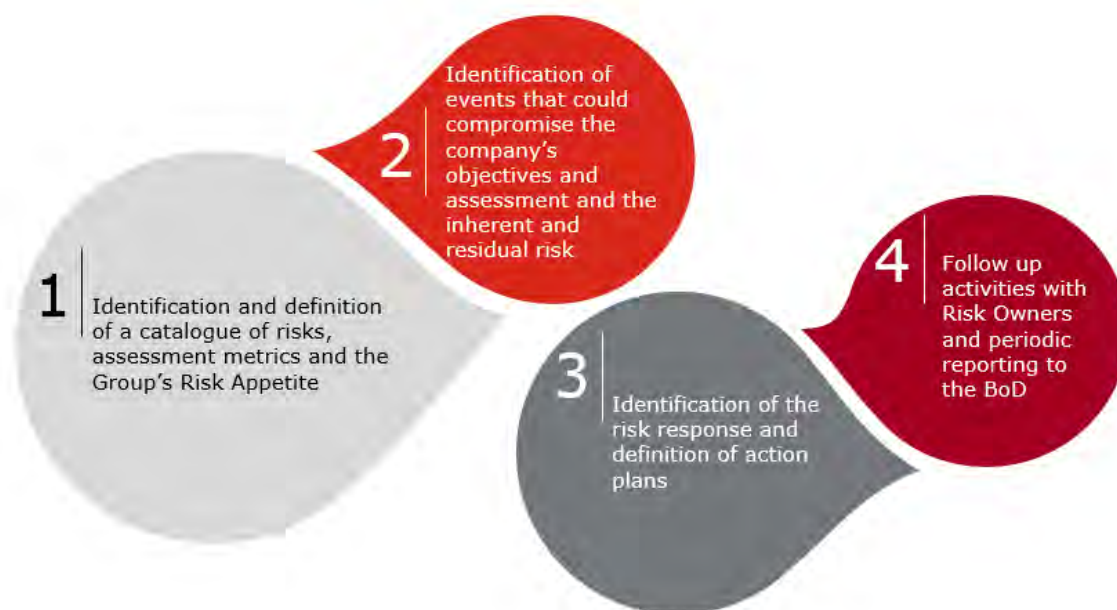 1
Identification and definition
of a catalogue of risks,
assessment metrics and the
Group's Risk Appetite
2
Identification of
events that could
compromise the
company's
objectives and
assessment and the
inherent and
residual risk
3
Identification of the
risk response and
definition of action
plans
4
Follow up
activities with
Risk Owners
and periodic
reporting to
the BoD